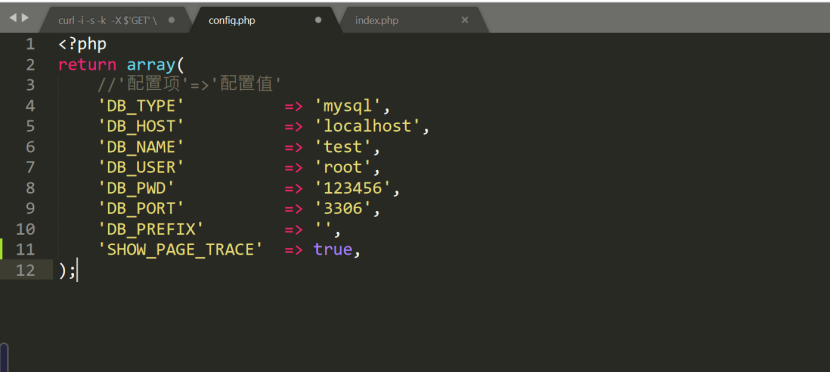 curl -i -s -k -X $'GET' \
config.php
index.php
1 <?php
2 return array(
3 //'配置项'=>'配置值'
4 'DB_TYPE' => 'mysql',
5 'DB_HOST' => 'localhost',
6 'DB_NAME' => 'test',
7 'DB_USER' => 'root',
8 'DB_PWD' => '123456',
9 'DB_PORT' => '3306',
10 'DB_PREFIX' => '',
11 'SHOW_PAGE_TRACE' => true,
12 );